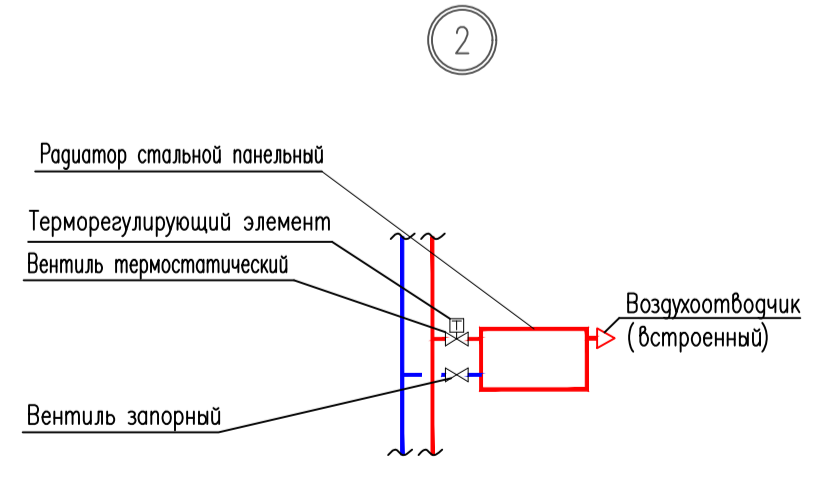 2
Радиатор стальной панельный
Терморегулирующий элемент
Вентиль термостатический
Воздухоотводчик
(встроенный)
T
Вентиль запорный